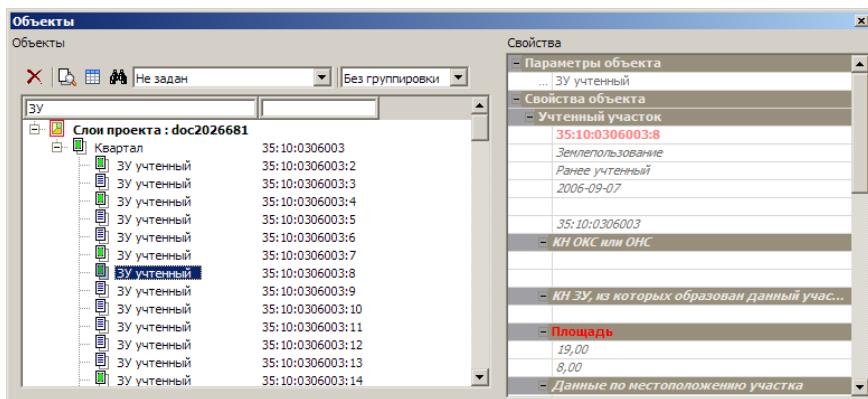 Объекты
Объекты
Не задан Без группировки
ЗУ
Слои проекта : doc2026681
Квартал 35:10:0306003
ЗУ учтенный 35:10:0306003:2
ЗУ учтенный 35:10:0306003:3
ЗУ учтенный 35:10:0306003:4
ЗУ учтенный 35:10:0306003:5
ЗУ учтенный 35:10:0306003:6
ЗУ учтенный 35:10:0306003:7
ЗУ учтенный 35:10:0306003:8
ЗУ учтенный 35:10:0306003:9
ЗУ учтенный 35:10:0306003:10
ЗУ учтенный 35:10:0306003:11
ЗУ учтенный 35:10:0306003:12
ЗУ учтенный 35:10:0306003:13
ЗУ учтенный 35:10:0306003:14
Свойства
Параметры объекта
... ЗУ учтенный
Свойства объекта
Учтенный участок
35:10:0306003:8
Землепользование
Ранее учтенный
2006-09-07
35:10:0306003
КН ОКС или ОНС
КН ЗУ, из которых образован данный учас...
Площадь
19,00
8,00
Данные по местоположению участка